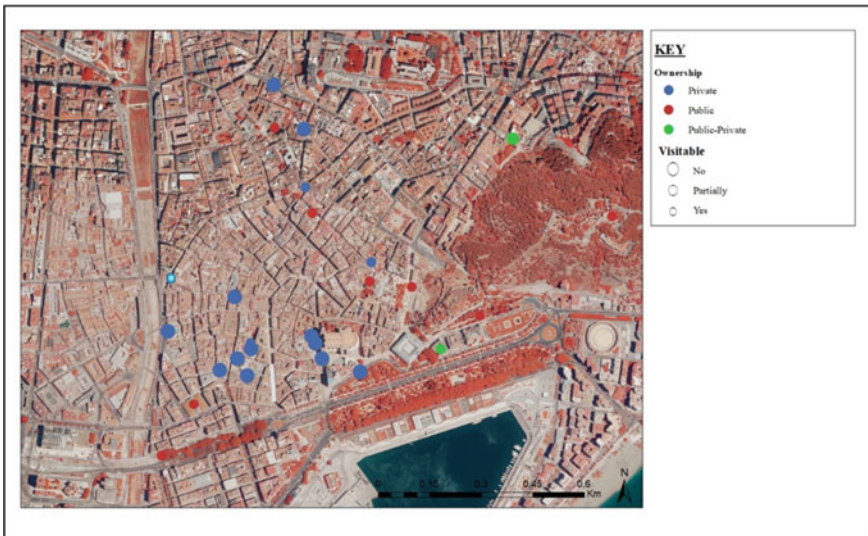 KEY
Ownership
Private
Public
Public-Private
Visitable
No
Partially
Yes
N
0 0.15 0.3 0.45 0.6
Km